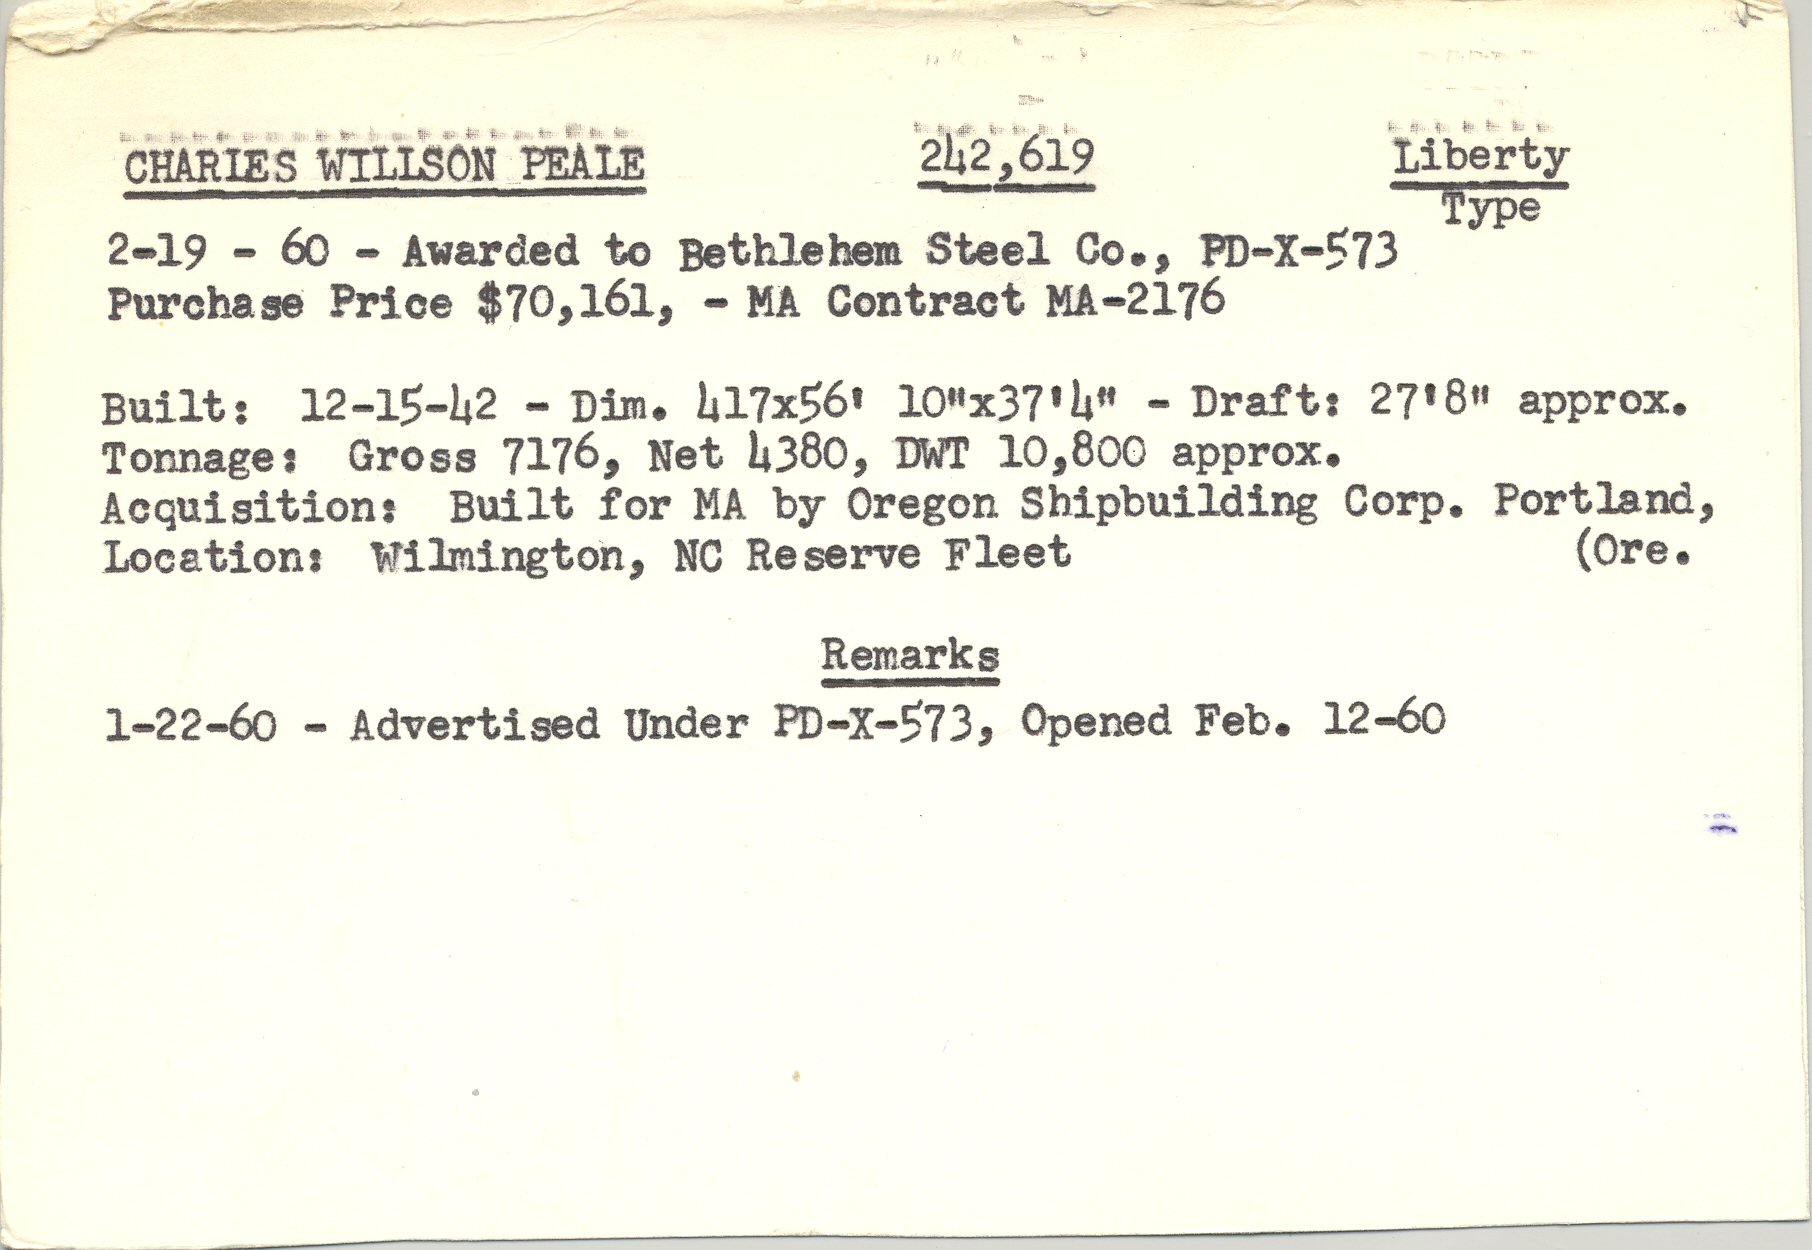 CHARLES WILLSON PEALE 242,619 Liberty
Type
2-19 - 60 - Awarded to Bethlehem Steel Co., PD-X-573
Purchase Price $70,161, - MA Contract MA-2176
Built: 12-15-42 - Dim. 417x56' 10"x37'4" - Draft: 27'8" approx.
Tonnage: Gross 7176, Net 4380, DWT 10,800 approx.
Acquisition: Built for MA by Oregon Shipbuilding Corp. Portland,
Location: Wilmington, NC Reserve Fleet (Ore.
Remarks
1-22-60 - Advertised Under PD-X-573, Opened Feb. 12-60